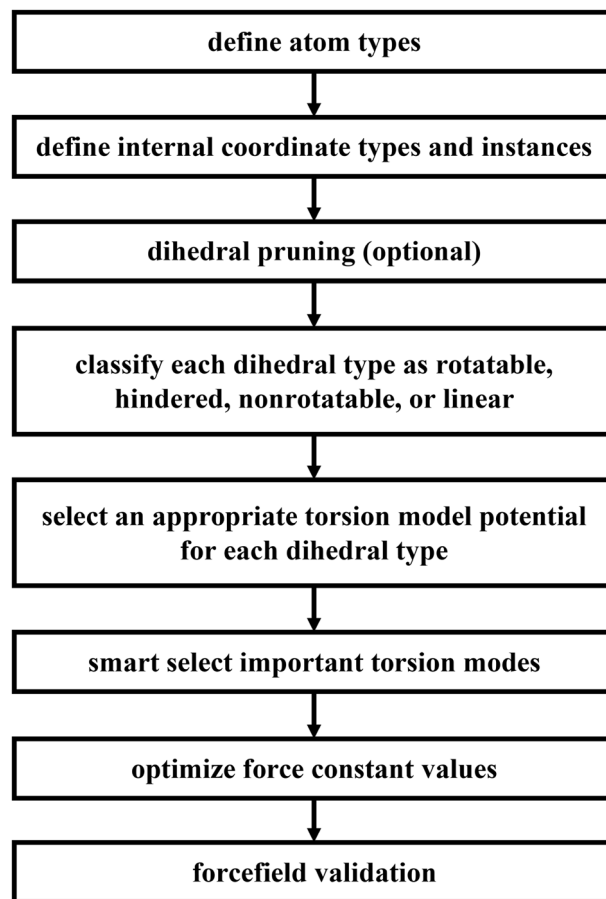 define atom types
define internal coordinate types and instances
dihedral pruning (optional)
classify each dihedral type as rotatable,
hindered, nonrotatable, or linear
select an appropriate torsion model potential
for each dihedral type
smart select important torsion modes
optimize force constant values
forcefield validation